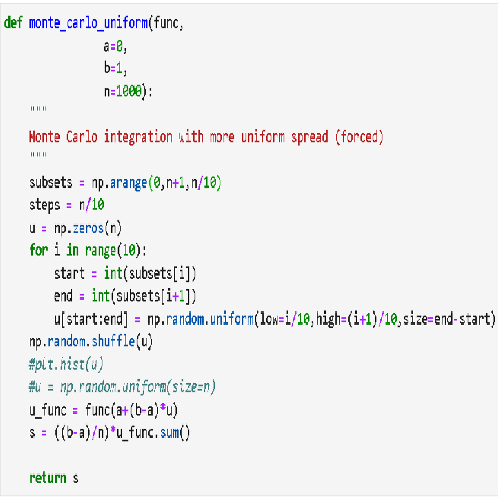 def monte_carlo_uniform(func,
                a=0,
                b=1,
                n=1000):
    """
    Monte Carlo integration with more uniform spread (forced)
    """
    subsets = np.arange(0,n+1,n/10)
    steps = n/10
    u = np.zeros(n)
    for i in range(10):
        start = int(subsets[i])
        end = int(subsets[i+1])
        u[start:end] = np.random.uniform(low=i/10,high=(i+1)/10,size=end-start)
    np.random.shuffle(u)
    #plt.hist(u)
    #u = np.random.uniform(size=n)
    u_func = func(a+(b-a)*u)
    s = ((b-a)/n)*u_func.sum()
    return s